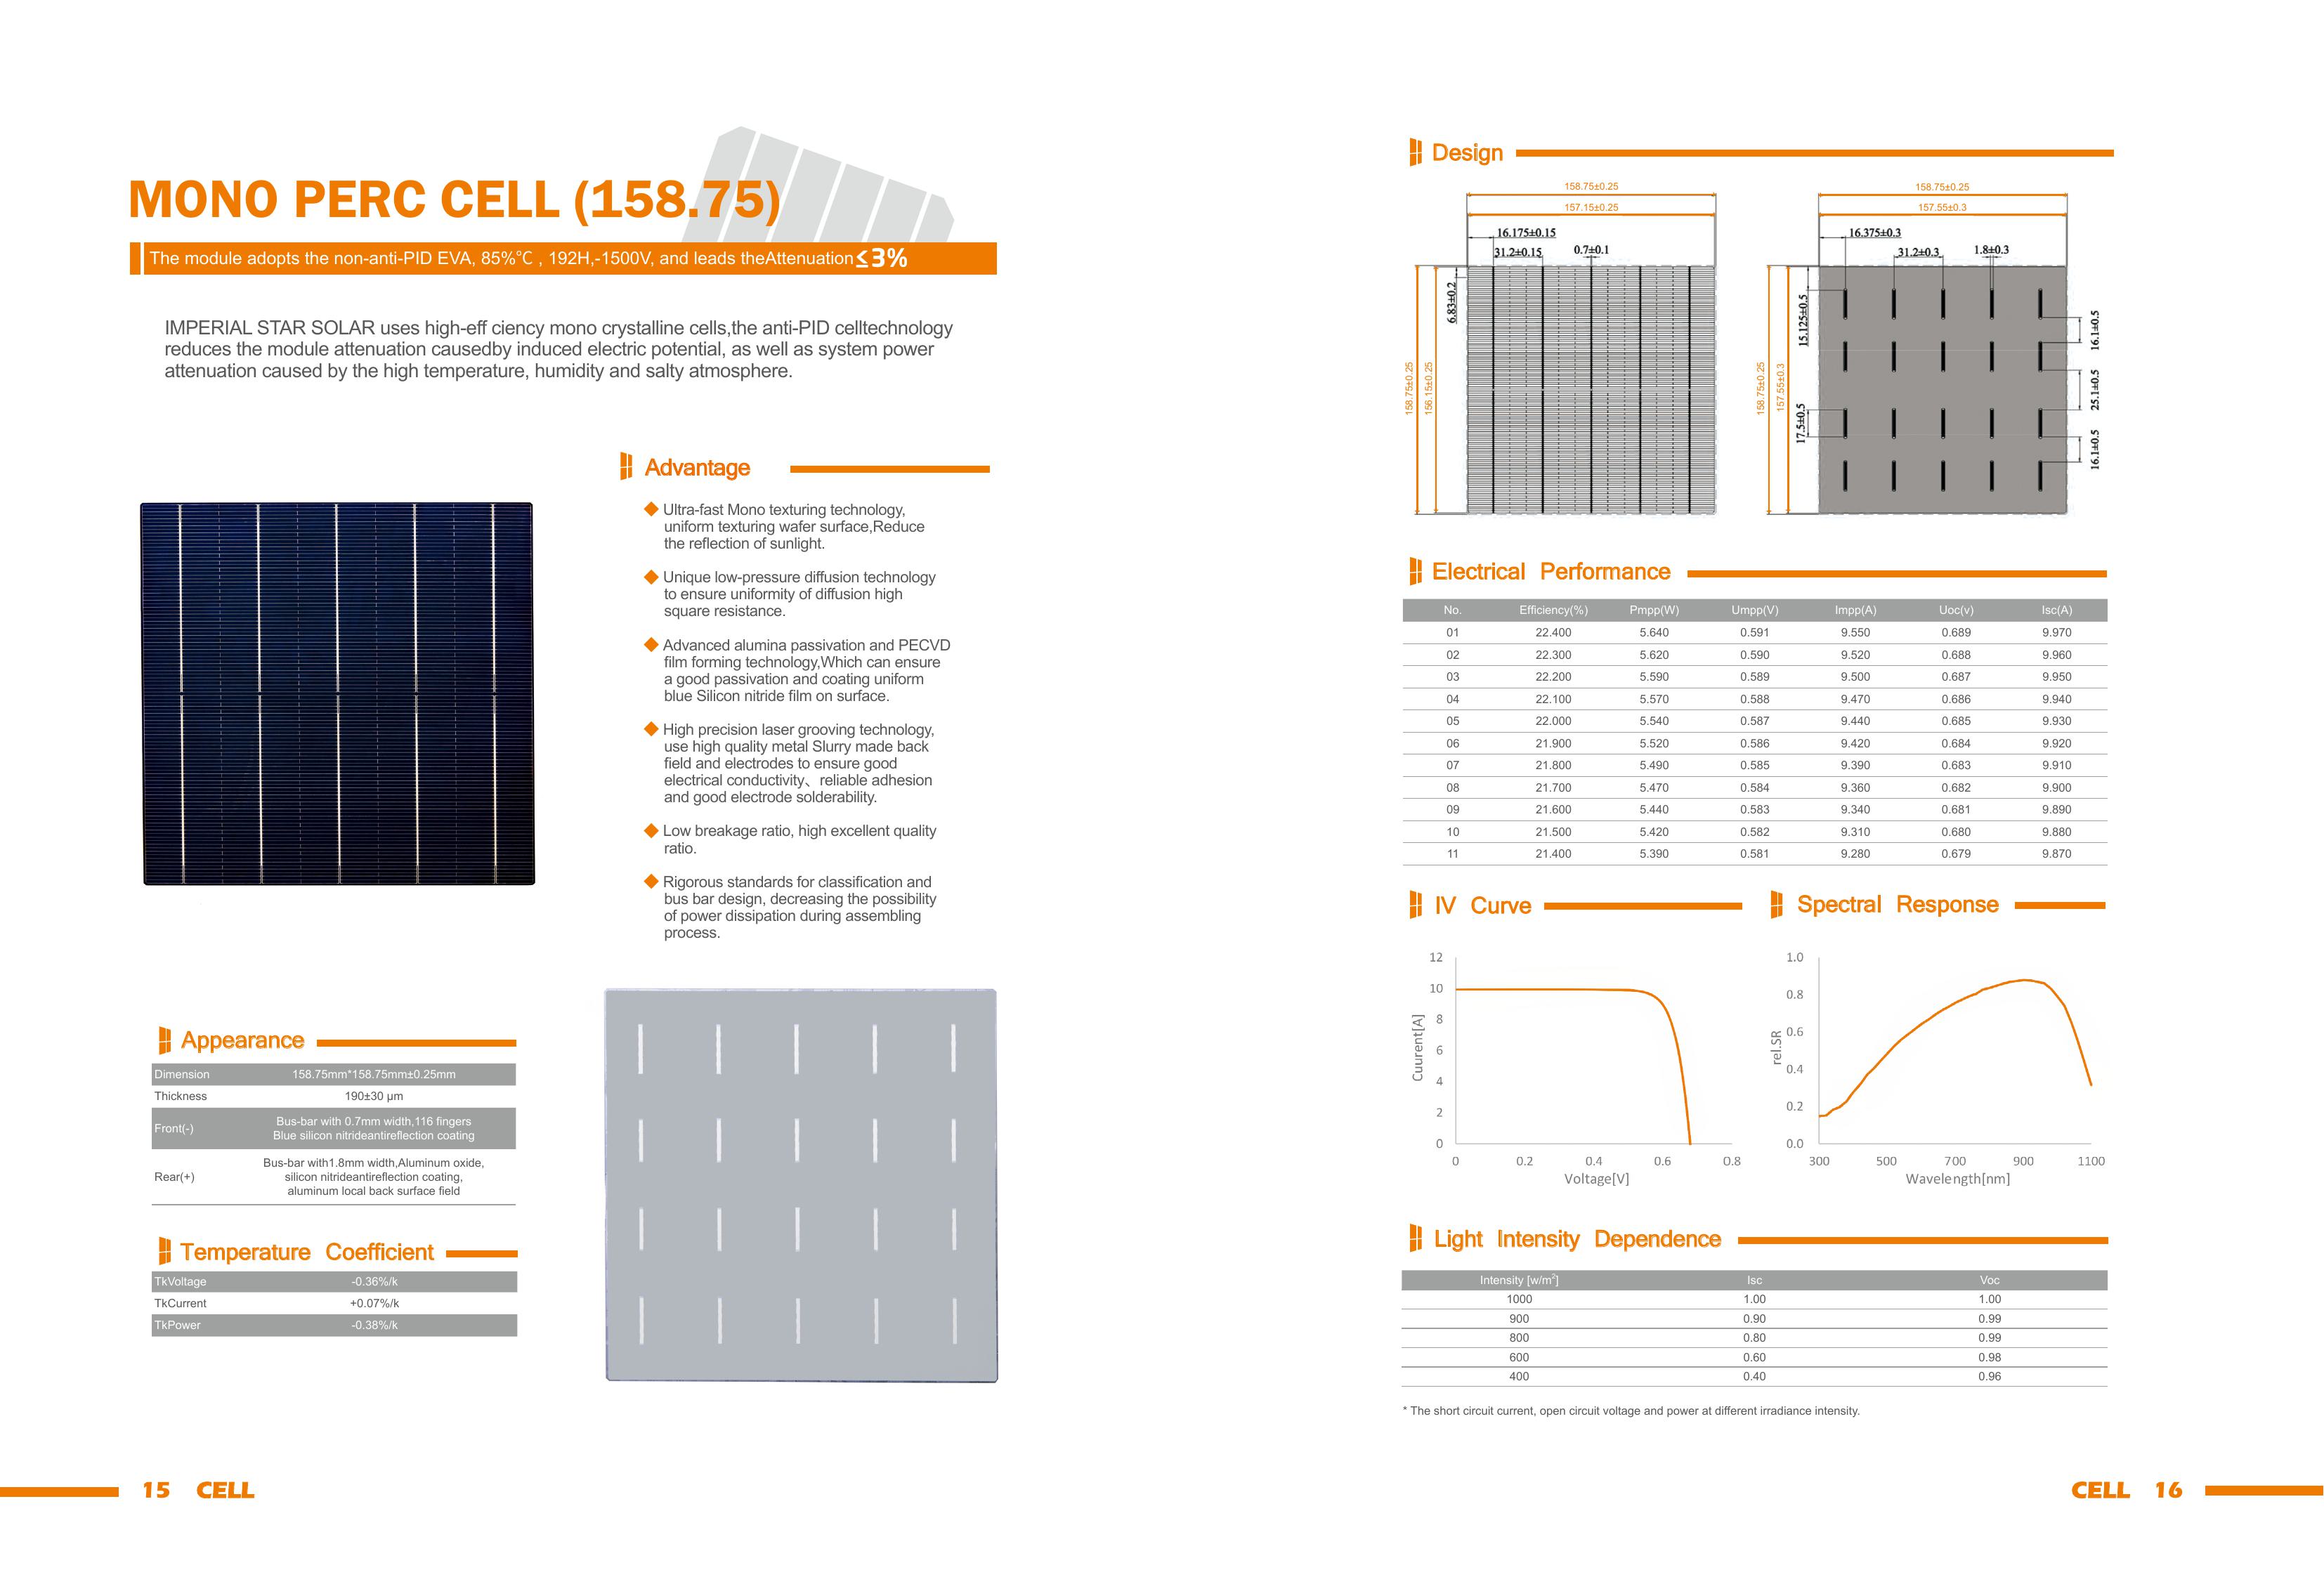 MONO PERC CELL (158.75)
The module adopts the non-anti-PID EVA, 85%°C , 192H,-1500V, and leads theAttenuation≤3%
IMPERIAL STAR SOLAR uses high-eff ciency mono crystalline cells,the anti-PID celltechnology
reduces the module attenuation causedby induced electric potential, as well as system power
attenuation caused by the high temperature, humidity and salty atmosphere.
Advantage
Ultra-fast Mono texturing technology,
uniform texturing wafer surface,Reduce
the reflection of sunlight.
Unique low-pressure diffusion technology
to ensure uniformity of diffusion high
square resistance.
Advanced alumina passivation and PECVD
film forming technology,Which can ensure
a good passivation and coating uniform
blue Silicon nitride film on surface.
High precision laser grooving technology,
use high quality metal Slurry made back
field and electrodes to ensure good
electrical conductivity、 reliable adhesion
and good electrode solderability.
Low breakage ratio, high excellent quality
ratio.
Rigorous standards for classification and
bus bar design, decreasing the possibility
of power dissipation during assembling
process.
Appearance
Dimension 158.75mm*158.75mm±0.25mm
Thickness 190±30 μm
Front(-) Bus-bar with 0.7mm width,116 fingers
Blue silicon nitrideantireflection coating
Rear(+) Bus-bar with1.8mm width,Aluminum oxide,
silicon nitrideantireflection coating,
aluminum local back surface field
Temperature Coefficient
TkVoltage -0.36%/k
TkCurrent +0.07%/k
TkPower -0.38%/k
15 CELL
Design
158.75±0.25
157.15±0.25
16.175±0.15
31.2±0.15 0.7±0.1
6.83±0.2
158.75±0.25
156.15±0.25
158.75±0.25
157.55±0.3
16.375±0.3
31.2±0.3 1.8±0.3
15.125±0.5
17.5±0.5
158.75±0.25
157.55±0.3
16.1±0.5
25.1±0.5
16.1±0.5
Electrical Performance
No. Efficiency(%) Pmpp(W) Umpp(V) Impp(A) Uoc(v) Isc(A)
01 22.400 5.640 0.591 9.550 0.689 9.970
02 22.300 5.620 0.590 9.520 0.688 9.960
03 22.200 5.590 0.589 9.500 0.687 9.950
04 22.100 5.570 0.588 9.470 0.686 9.940
05 22.000 5.540 0.587 9.440 0.685 9.930
06 21.900 5.520 0.586 9.420 0.684 9.920
07 21.800 5.490 0.585 9.390 0.683 9.910
08 21.700 5.470 0.584 9.360 0.682 9.900
09 21.600 5.440 0.583 9.340 0.681 9.890
10 21.500 5.420 0.582 9.310 0.680 9.880
11 21.400 5.390 0.581 9.280 0.679 9.870
IV Curve
12
10
8
6
4
2
0
Cuurent[A]
0 0.2 0.4 0.6 0.8
Voltage[V]
Spectral Response
1.0
0.8
0.6
0.4
0.2
0.0
rel.SR
300 500 700 900 1100
Wavelength[nm]
Light Intensity Dependence
Intensity [w/m²] Isc Voc
1000 1.00 1.00
900 0.90 0.99
800 0.80 0.99
600 0.60 0.98
400 0.40 0.96
* The short circuit current, open circuit voltage and power at different irradiance intensity.
CELL 16